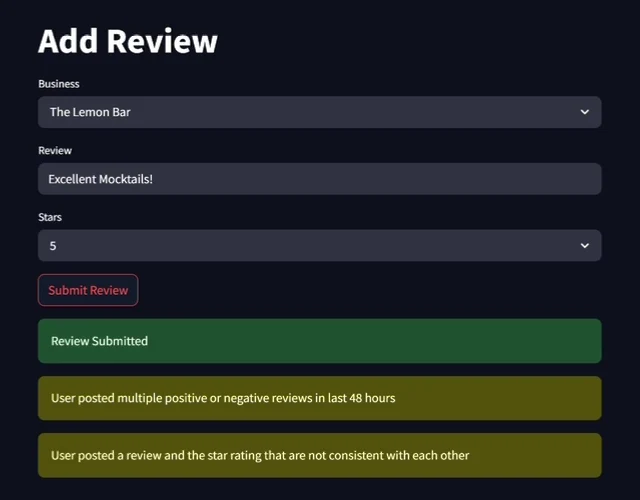 Add Review
Business
The Lemon Bar
Review
Excellent Mocktails!
Stars
5
Submit Review
Review Submitted
User posted multiple positive or negative reviews in last 48 hours
User posted a review and the star rating that are not consistent with each other